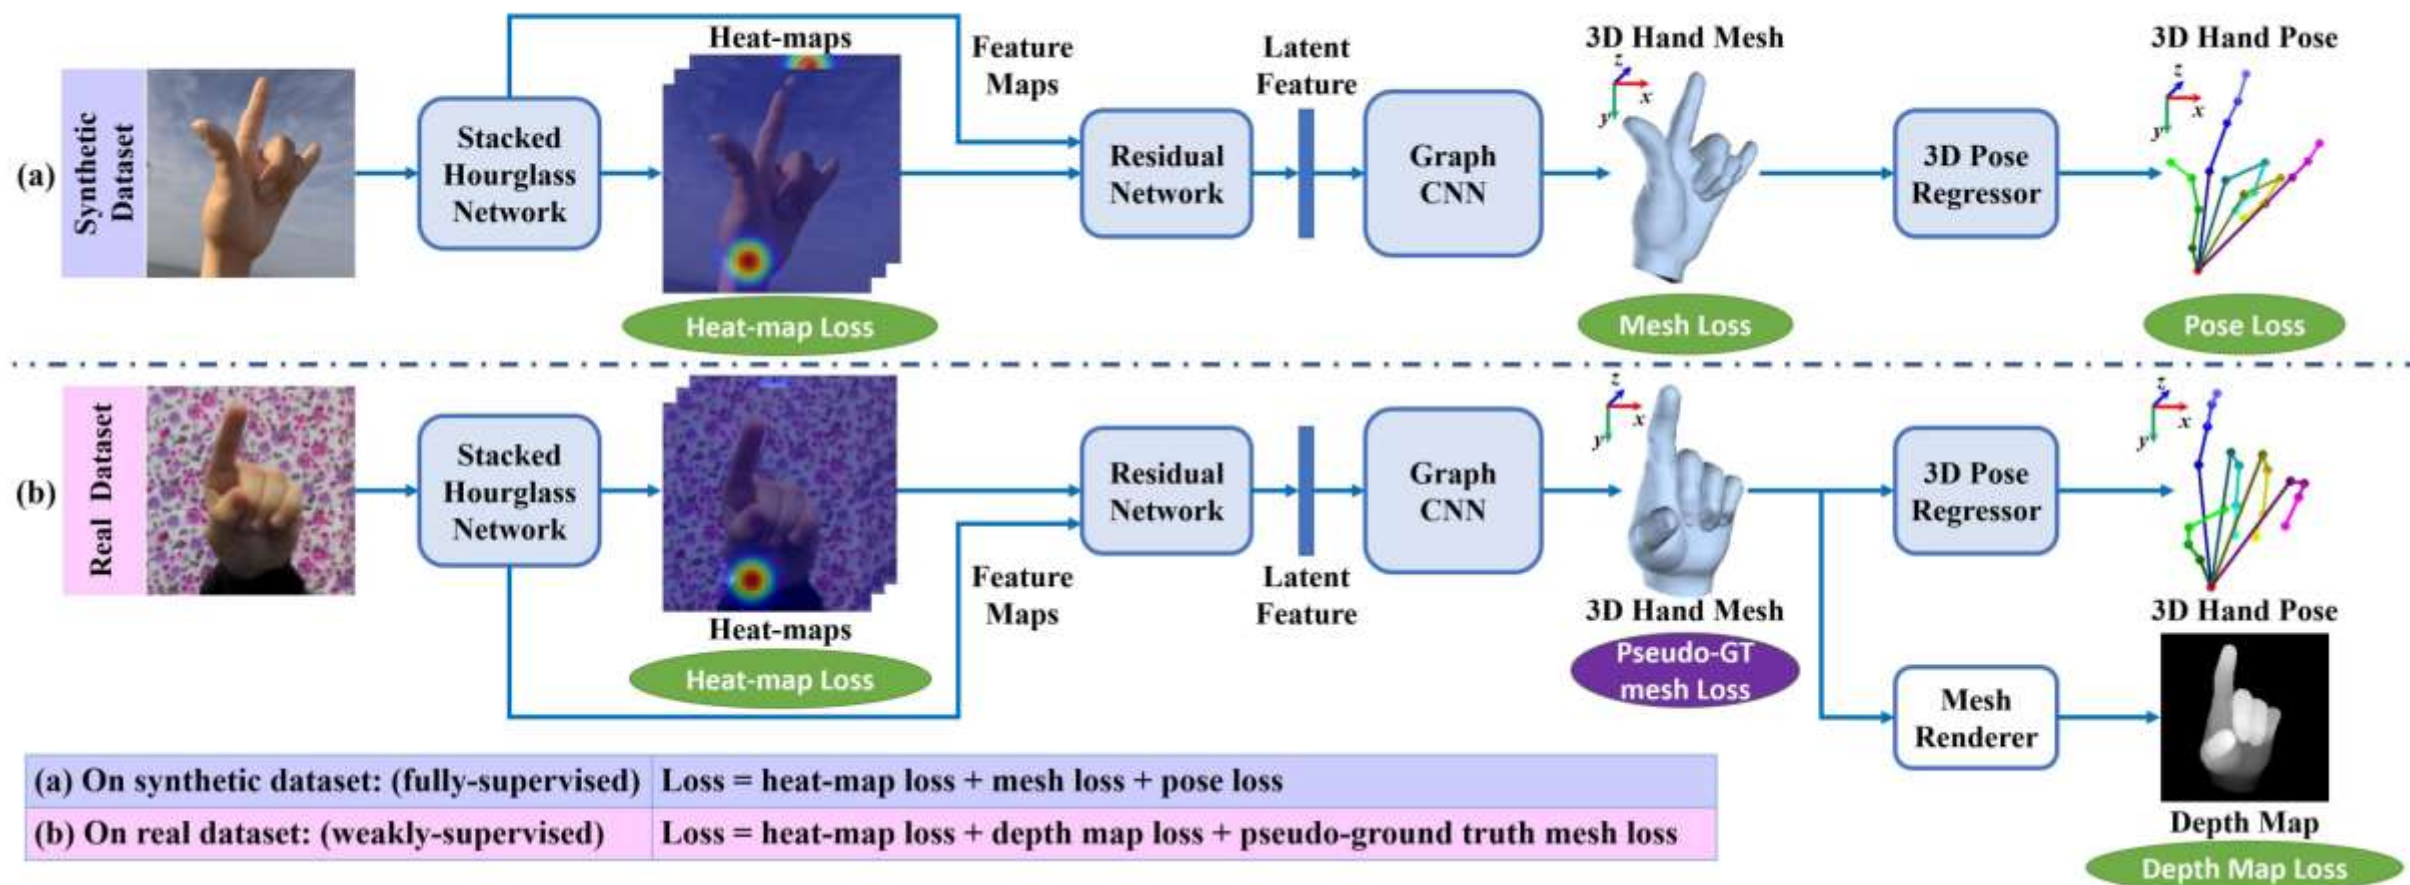 Heat-maps
Feature
Maps
Latent
Feature
3D Hand Mesh
3D Hand Pose
(a)
Synthetic
Dataset
Stacked
Hourglass
Network
Residual
Network
Graph
CNN
z
x
y
3D Pose
Regressor
z
x
y
Heat-map Loss
Mesh Loss
Pose Loss
(b)
Real Dataset
Stacked
Hourglass
Network
Residual
Network
Graph
CNN
z
x
y
3D Pose
Regressor
z
x
y
Feature
Maps
Latent
Feature
Heat-maps
Heat-map Loss
3D Hand Mesh
Pseudo-GT
mesh Loss
3D Hand Pose
Mesh
Renderer
Depth Map
Depth Map Loss
(a) On synthetic dataset: (fully-supervised) Loss = heat-map loss + mesh loss + pose loss
(b) On real dataset: (weakly-supervised) Loss = heat-map loss + depth map loss + pseudo-ground truth mesh loss